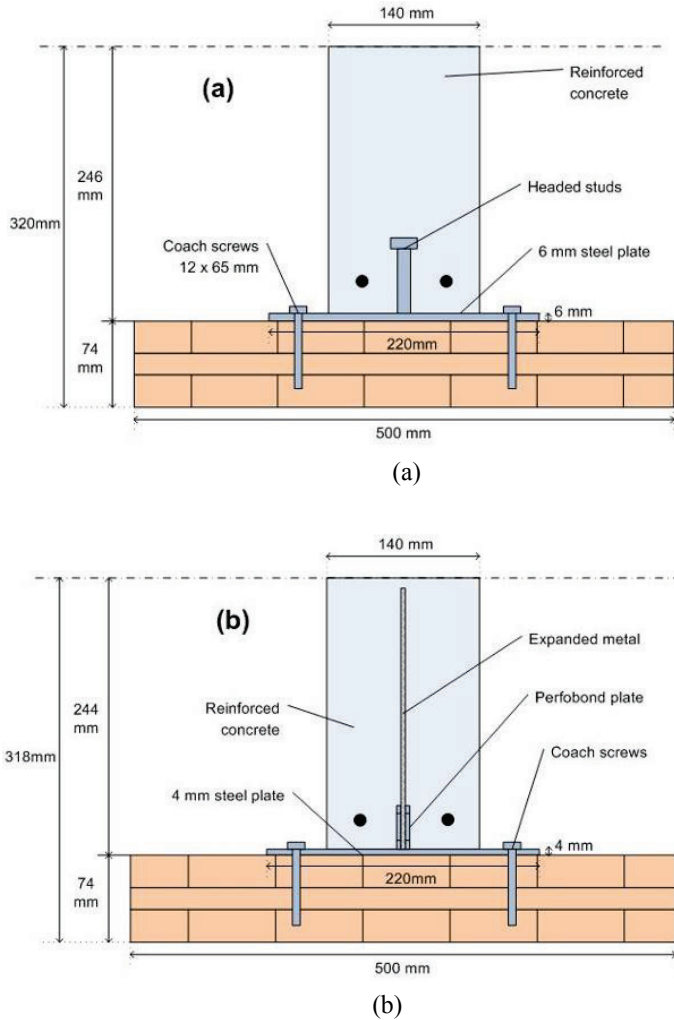 140 mm
(a)
Reinforced
concrete
246
mm
320mm
Headed studs
Coach screws
12 x 65 mm
6 mm steel plate
6 mm
74
mm
220mm
500 mm
(a)
140 mm
(b)
Expanded metal
Perfobond plate
Reinforced
concrete
244
mm
318mm
Coach screws
4 mm steel plate
4 mm
74
mm
220mm
500 mm
(b)